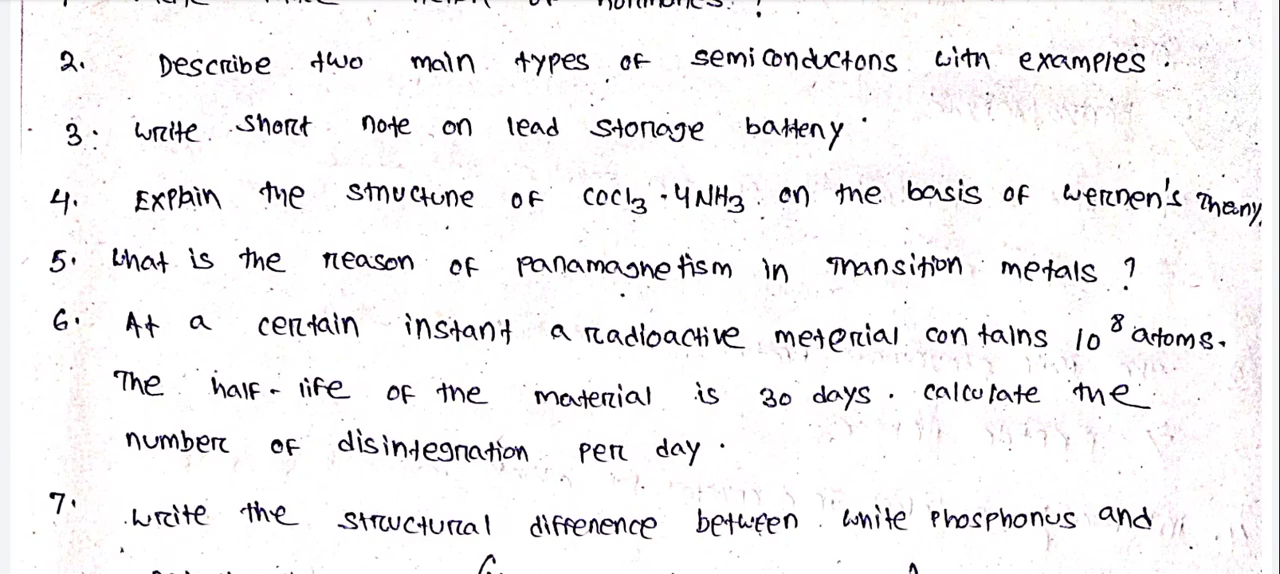 2. Describe two main types of semiconductors with examples.
3. write short note on lead storage battery.
4. Explain the structure of COCl3.4NH3 on the basis of werner's Theory.
5. What is the reason of paramagnetism in Transition metals ?
6. At a certain instant a radioactive meterial contains 10^8 atoms.
The half-life of the material is 30 days. calculate the
number of disintegration per day.
7. write the structural difference between white phosphorus and